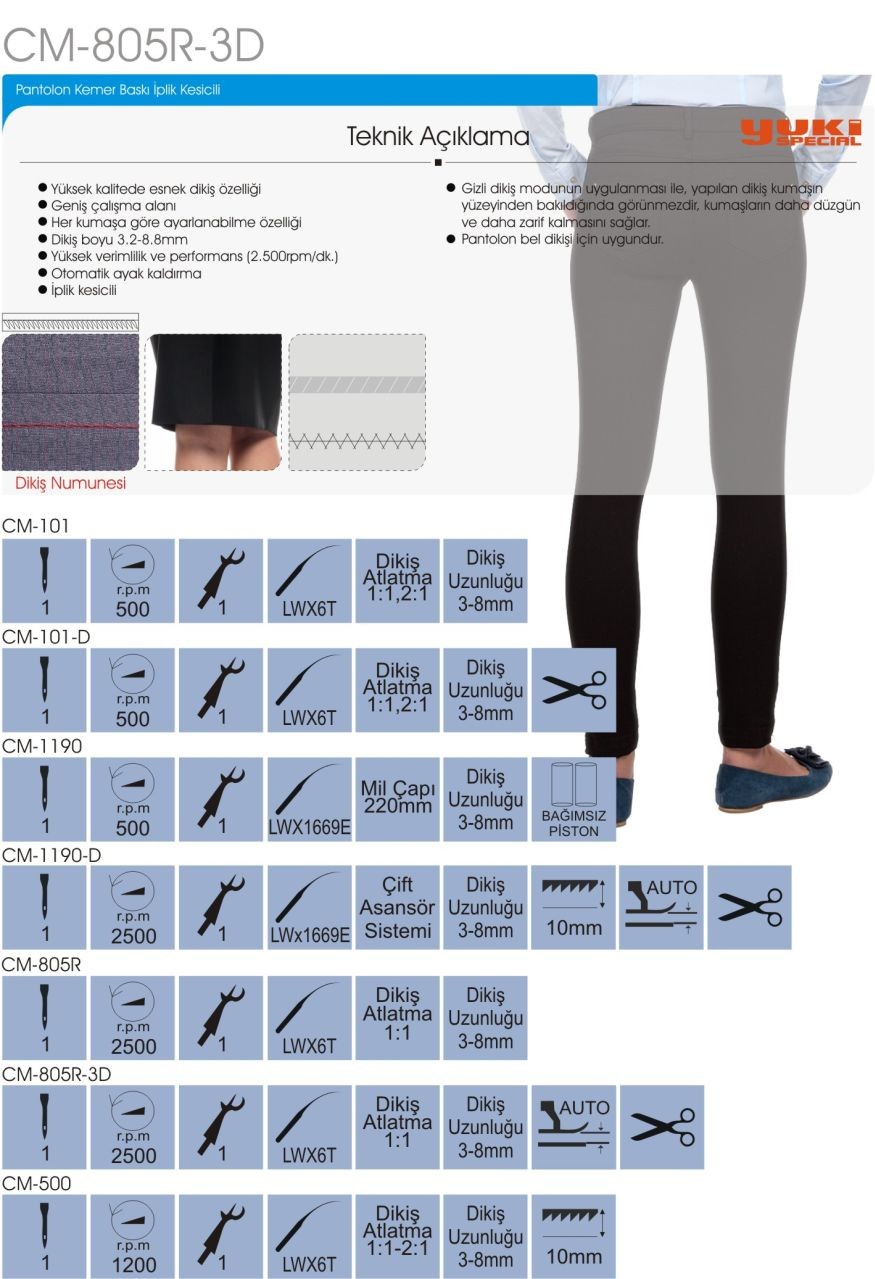 CM-805R-3D
Pantolon Kemer Baskı İplik Kesicili
Teknik Açıklama
YUKI
SPECIAL
Yüksek kalitede esnek dikiş özelliği
Geniş çalışma alanı
Her kumaşa göre ayarlanabilme özelliği
Dikiş boyu 3.2-8.8mm
Yüksek verimlilik ve performans (2.500rpm/dk.)
Otomatik ayak kaldırma
İplik kesicili
Gizli dikiş modunun uygulanması ile, yapılan dikiş kumaşın
yüzeyinden bakıldığında görünmezdir, kumaşların daha düzgün
ve daha zarif kalmasını sağlar.
Pantolon bel dikişi için uygundur.
Dikiş Numunesi
CM-101
1
r.p.m
500
1
LWX6T
Dikiş
Atlatma
1:1,2:1
Dikiş
Uzunluğu
3-8mm
CM-101-D
1
r.p.m
500
1
LWX6T
Dikiş
Atlatma
1:1,2:1
Dikiş
Uzunluğu
3-8mm
CM-1190
1
r.p.m
500
1
LWX1669E
Mil Çapı
220mm
Dikiş
Uzunluğu
3-8mm
BAĞIMSIZ
PİSTON
CM-1190-D
1
r.p.m
2500
1
LWx1669E
Çift
Asansör
Sistemi
Dikiş
Uzunluğu
3-8mm
10mm
AUTO
CM-805R
1
r.p.m
2500
1
LWX6T
Dikiş
Atlatma
1:1
Dikiş
Uzunluğu
3-8mm
CM-805R-3D
1
r.p.m
2500
1
LWX6T
Dikiş
Atlatma
1:1
Dikiş
Uzunluğu
3-8mm
AUTO
CM-500
1
r.p.m
1200
1
LWX6T
Dikiş
Atlatma
1:1-2:1
Dikiş
Uzunluğu
3-8mm
10mm